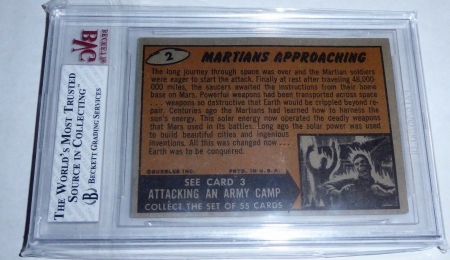 2
MARTIANS APPROACHING
The long journey through space was over and the Martian soldiers
were eager to start the attack. Finally at rest after traveling 48,000-
000 miles, the saucers awaited the instructions from their home
base on Mars. Powerful weapons had been transported across space
. . . weapons so destructive that Earth would be crippled beyond re-
pair. Centuries ago the Martians had learned how to harness the
sun's energy. This solar energy now operated the deadly weapons
that Mars used in its battles. Long ago the solar power was used
to build beautiful cities and ingenious
inventions. All this was changed now . . .
Earth was to be conquered.
BUBBLES INC. PRTD. IN U.S.A.
SEE CARD 3
ATTACKING AN ARMY CAMP
COLLECT THE SET OF 55 CARDS
BECKETT
BVG
THE WORLD'S MOST TRUSTED
SOURCE IN COLLECTING™
B BECKETT GRADING SERVICES